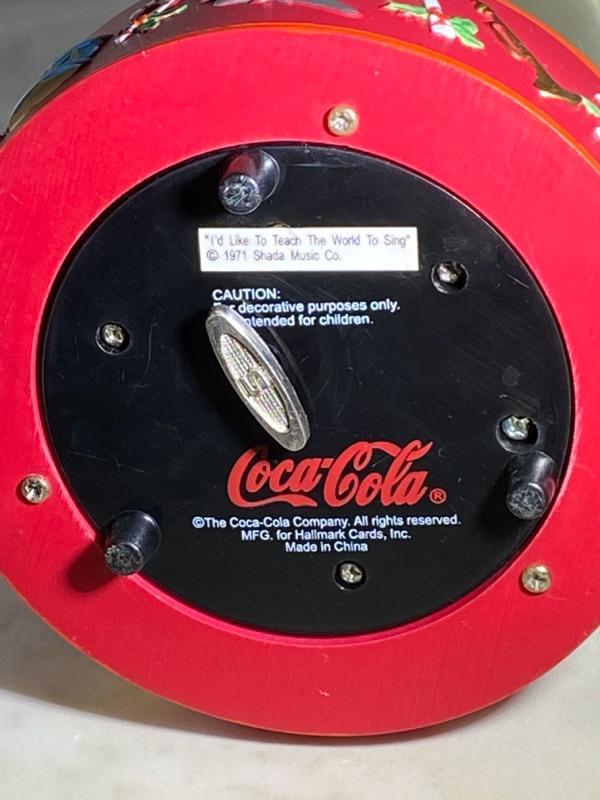 "I'd Like To Teach The World To Sing"
© 1971 Shada Music Co.
CAUTION:
For decorative purposes only.
intended for children.
Coca-Cola®
©The Coca-Cola Company. All rights reserved.
MFG. for Hallmark Cards, Inc.
Made in China